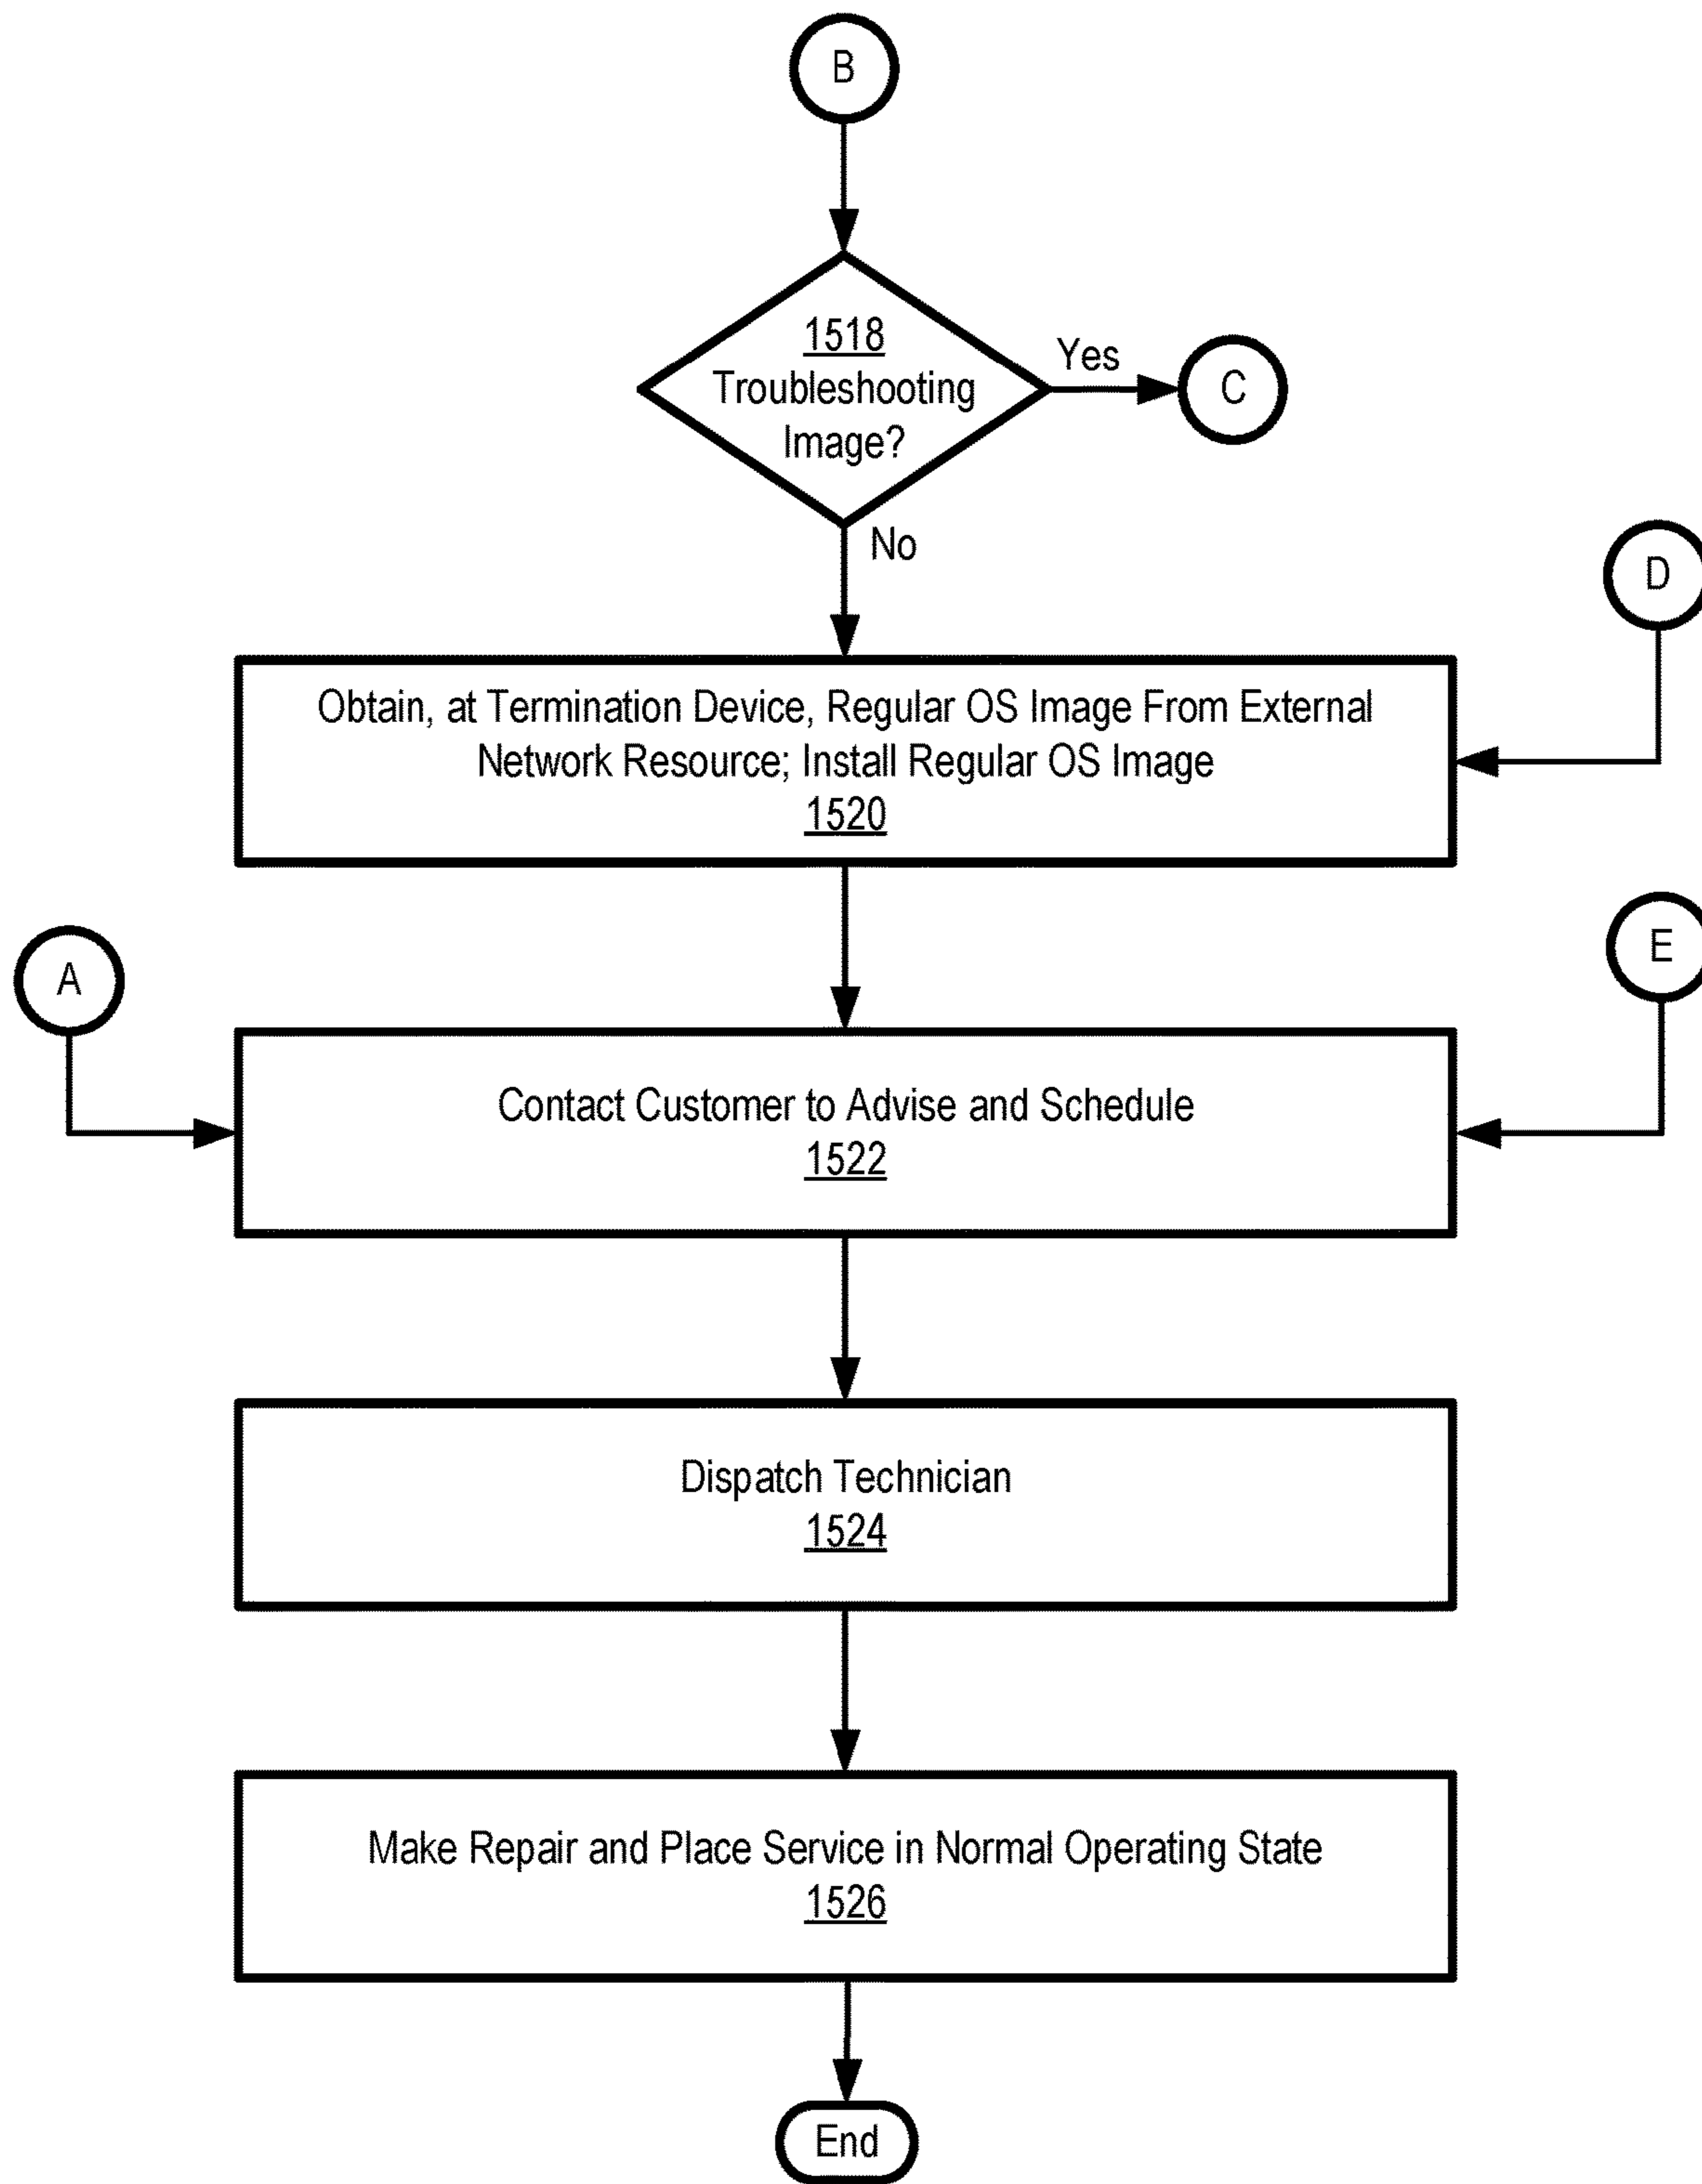 B
1518
Troubleshooting
Image?
Yes
C
No
D
Obtain, at Termination Device, Regular OS Image From External
Network Resource; Install Regular OS Image
1520
A
E
Contact Customer to Advise and Schedule
1522
Dispatch Technician
1524
Make Repair and Place Service in Normal Operating State
1526
End